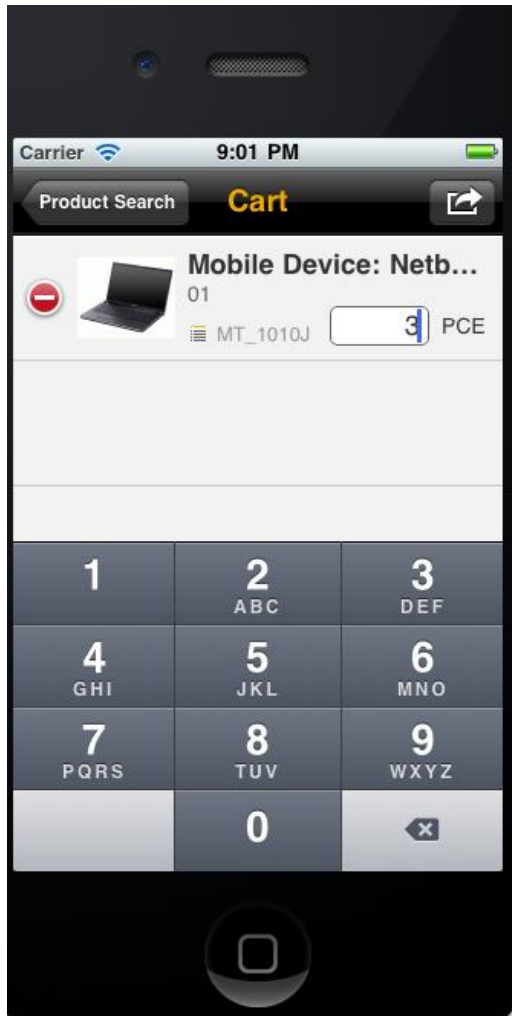 Carrier 9:01 PM
Product Search Cart
Mobile Device: Netb...
01
MT_1010J 3 PCE
1 2 3
ABC DEF
4 5 6
GHI JKL MNO
7 8 9
PQRS TUV WXYZ
0